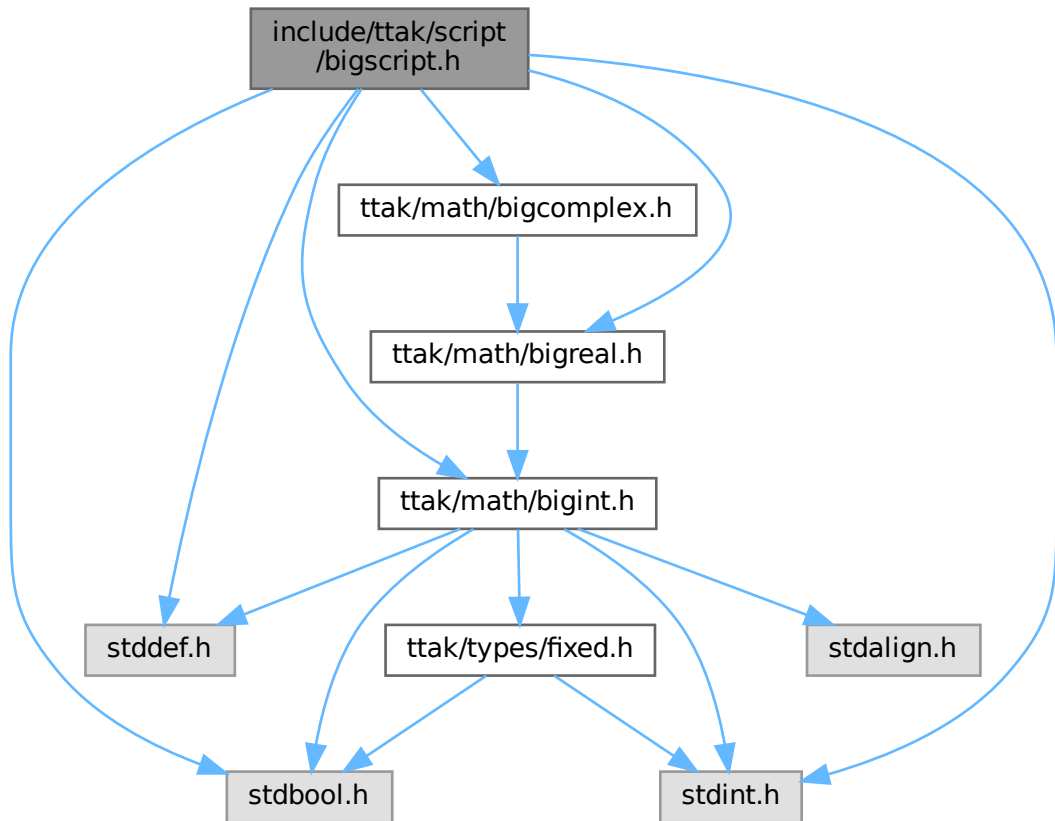 include/ttak/script
/bigscript.h
ttak/math/bigcomplex.h
ttak/math/bigreal.h
ttak/math/bigint.h
stddef.h
ttak/types/fixed.h
stdalign.h
stdbool.h
stdint.h